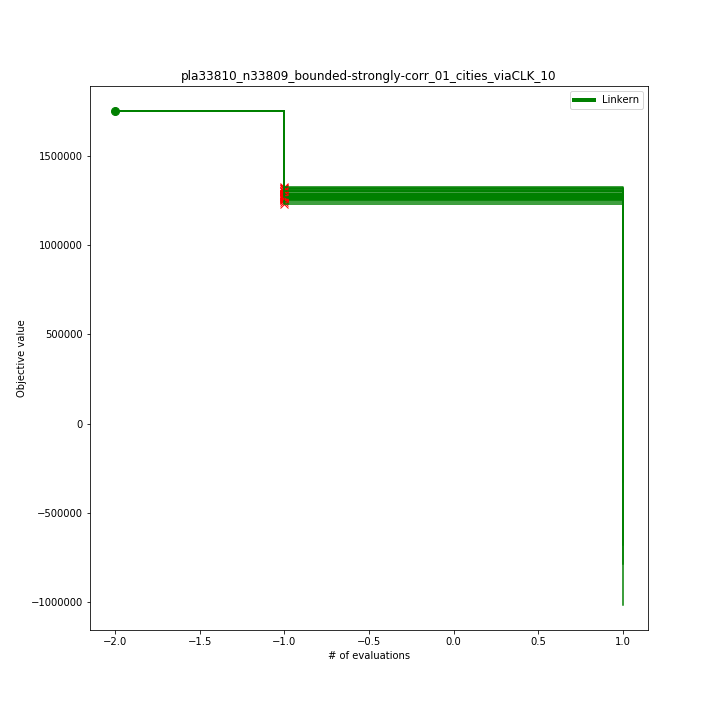 pla33810_n33809_bounded-strongly-corr_01_cities_viaCLK_10
Linkern
1500000
1000000
500000
0
−500000
−1000000
Objective value
−2.0 −1.5 −1.0 −0.5 0.0 0.5 1.0
# of evaluations